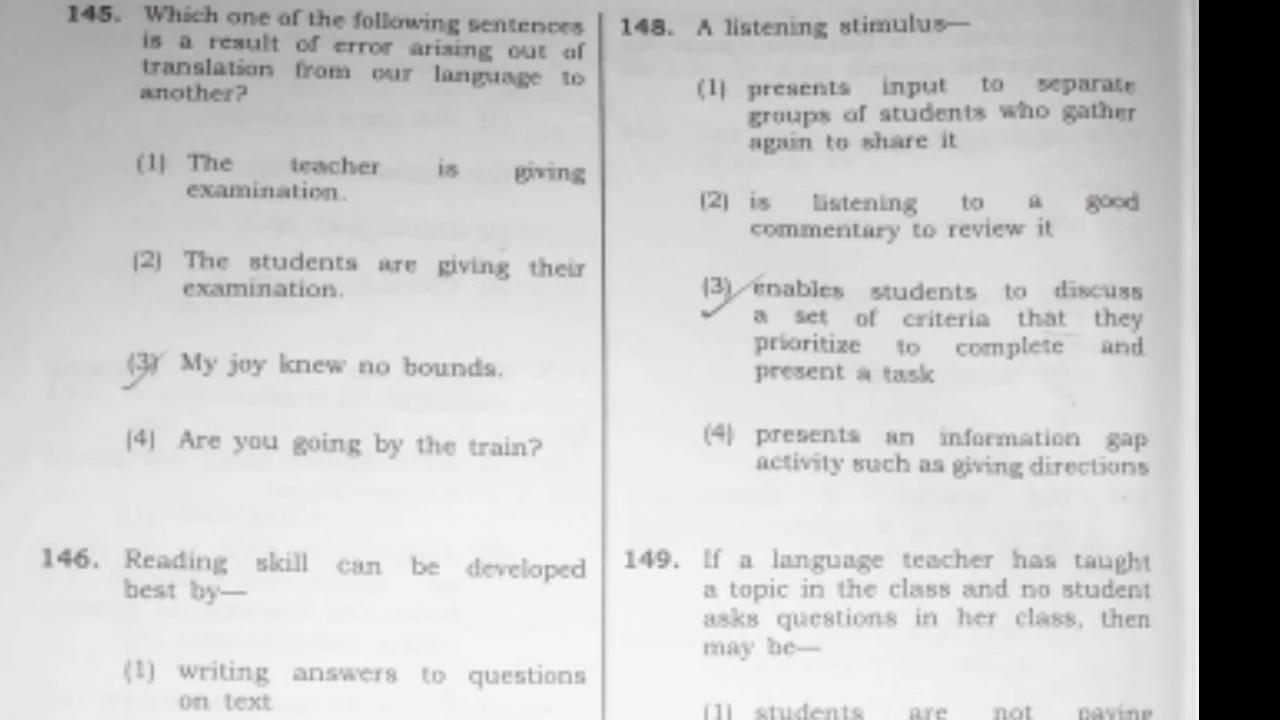 145. Which one of the following sentences
is a result of error arising out of
translation from our language to
another?
(1) The teacher is giving
examination.
(2) The students are giving their
examination.
(3) My joy knew no bounds.
(4) Are you going by the train?
146. Reading skill can be developed
best by—
(1) writing answers to questions
on text
148. A listening stimulus—
(1) presents input to separate
groups of students who gather
again to share it
(2) is listening to a good
commentary to review it
(3) enables students to discuss
a set of criteria that they
prioritize to complete and
present a task
(4) presents an information gap
activity such as giving directions
149. If a language teacher has taught
a topic in the class and no student
asks questions in her class, then
may be—
(1) students are not paying